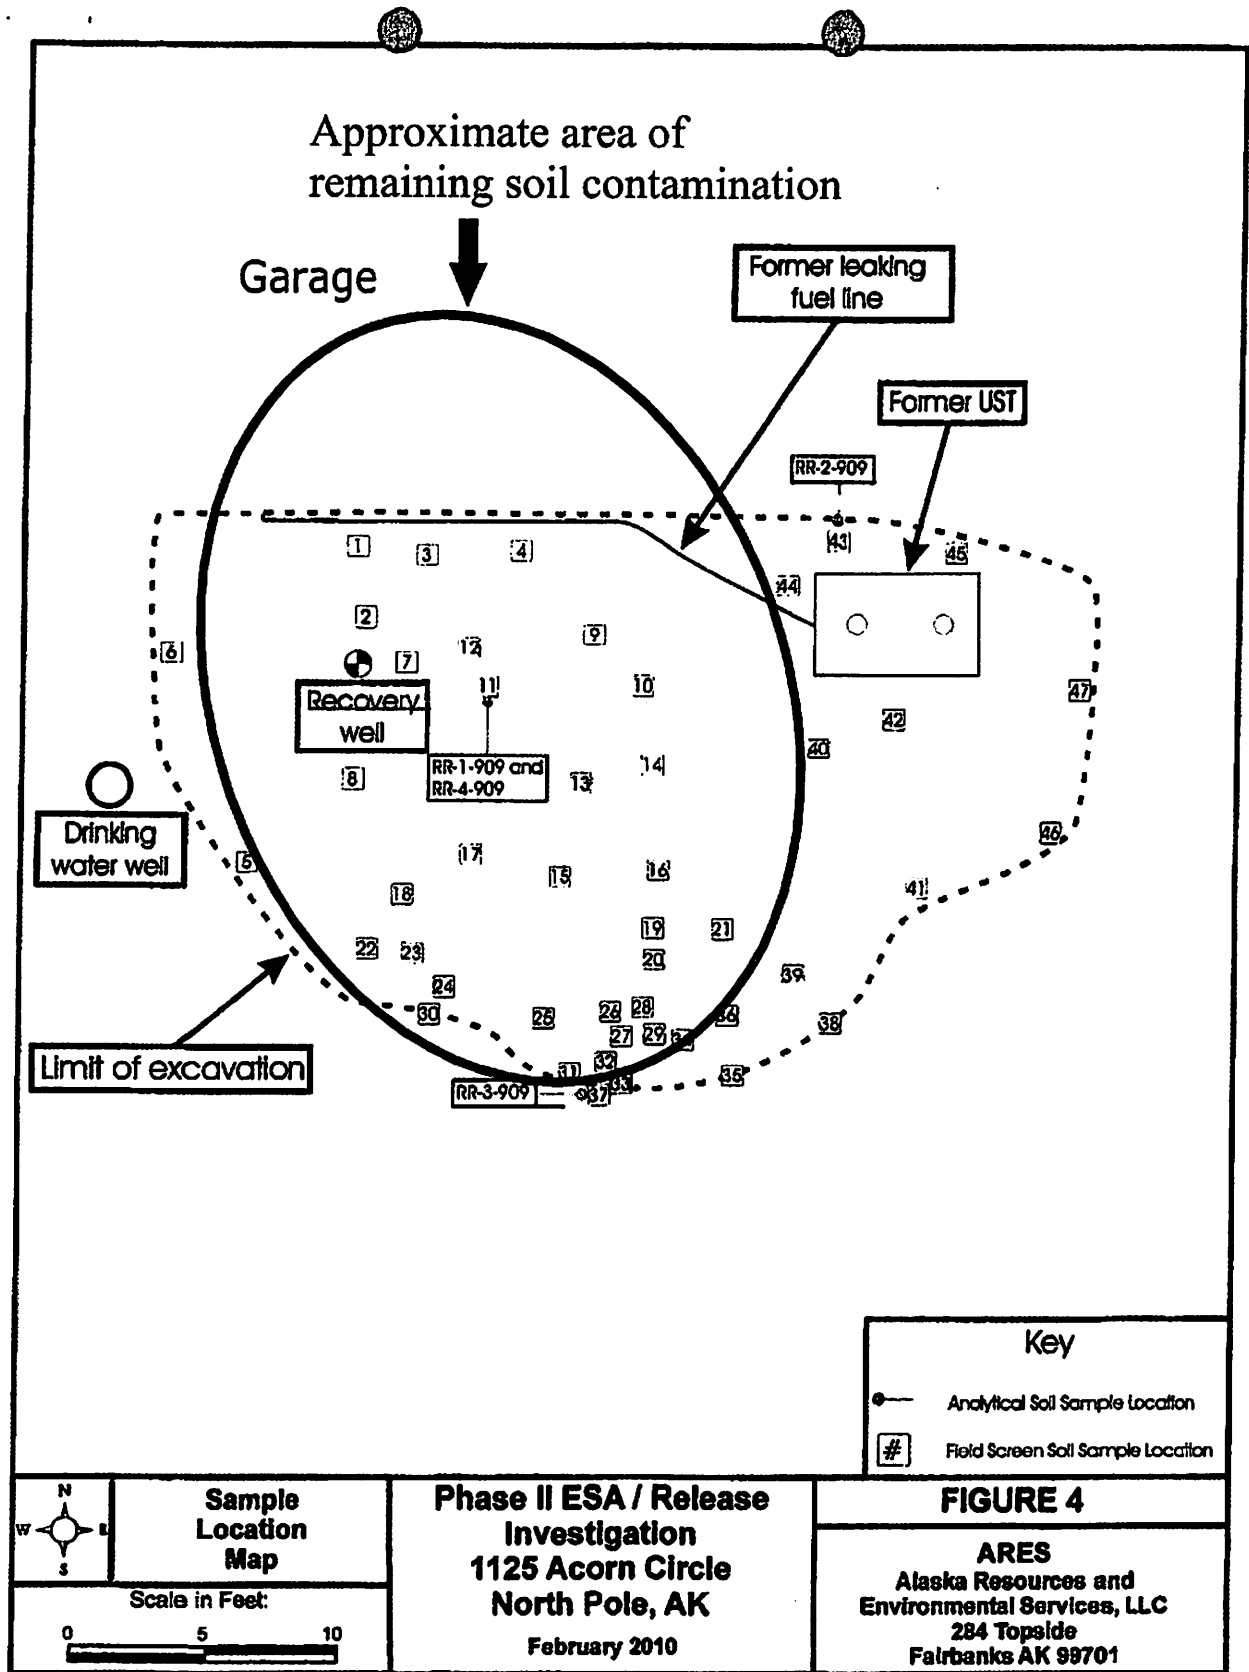 Approximate area of
remaining soil contamination
Garage
Former leaking
fuel line
Former UST
RR-2-909
1
3
4
43
45
44
2
6
7
12
9
11
10
47
Recovery
well
42
40
8
RR-1-909 and
RR-4-909
13
14
Drinking
water well
5
46
17
15
16
18
41
19
21
22
23
20
39
24
30
25
26
28
36
38
27
29
Limit of excavation
32
31
35
33
RR-3-909
37
Key
Analytical Soil Sample Location
# Field Screen Soil Sample Location
N
W
S
Sample
Location
Map
Scale in Feet:
0 5 10
Phase II ESA / Release
Investigation
1125 Acorn Circle
North Pole, AK
February 2010
FIGURE 4
ARES
Alaska Resources and
Environmental Services, LLC
284 Topside
Fairbanks AK 99701